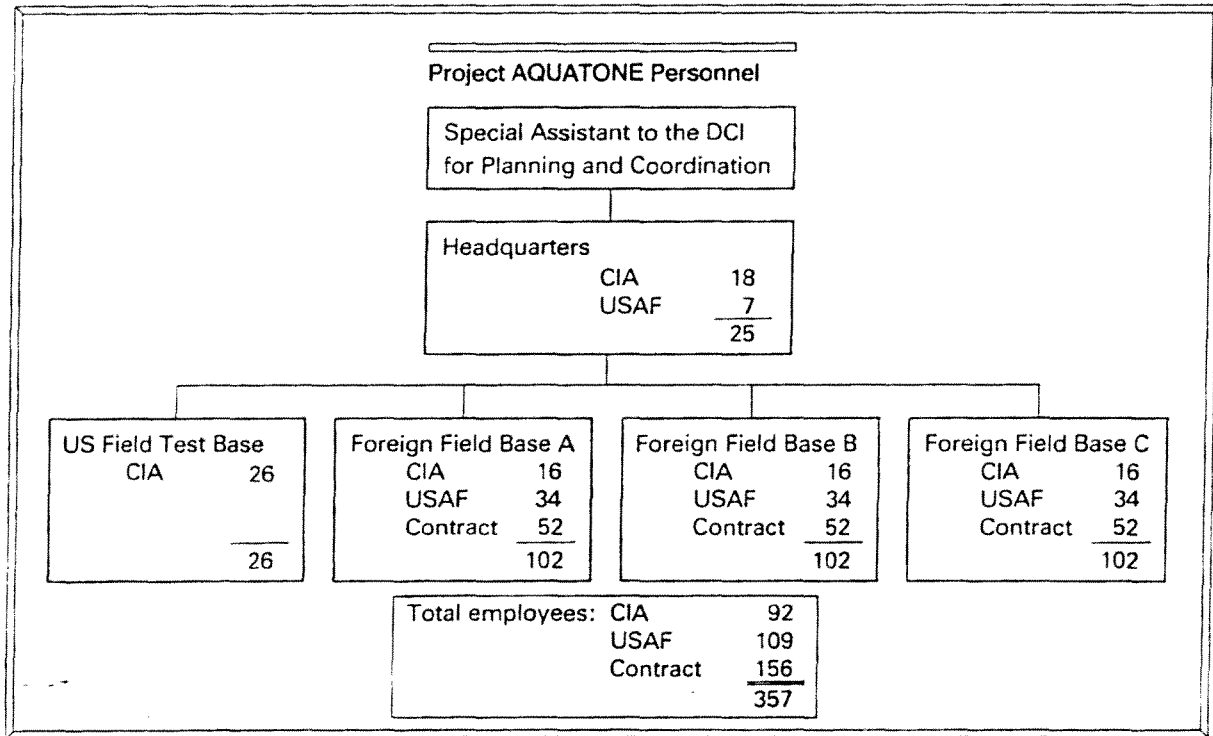 Project AQUATONE Personnel
Special Assistant to the DCI
for Planning and Coordination
Headquarters
CIA 18
USAF 7
25
US Field Test Base
CIA 26
26
Foreign Field Base A
CIA 16
USAF 34
Contract 52
102
Foreign Field Base B
CIA 16
USAF 34
Contract 52
102
Foreign Field Base C
CIA 16
USAF 34
Contract 52
102
Total employees: CIA 92
USAF 109
Contract 156
357